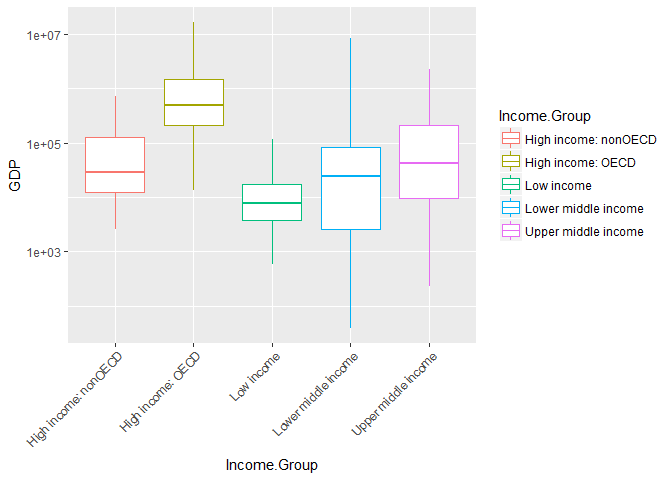 1e+07
1e+05
1e+03
GDP
High income: nonOECD
High income: OECD
Low income
Lower middle income
Upper middle income
Income.Group
Income.Group
High income: nonOECD
High income: OECD
Low income
Lower middle income
Upper middle income